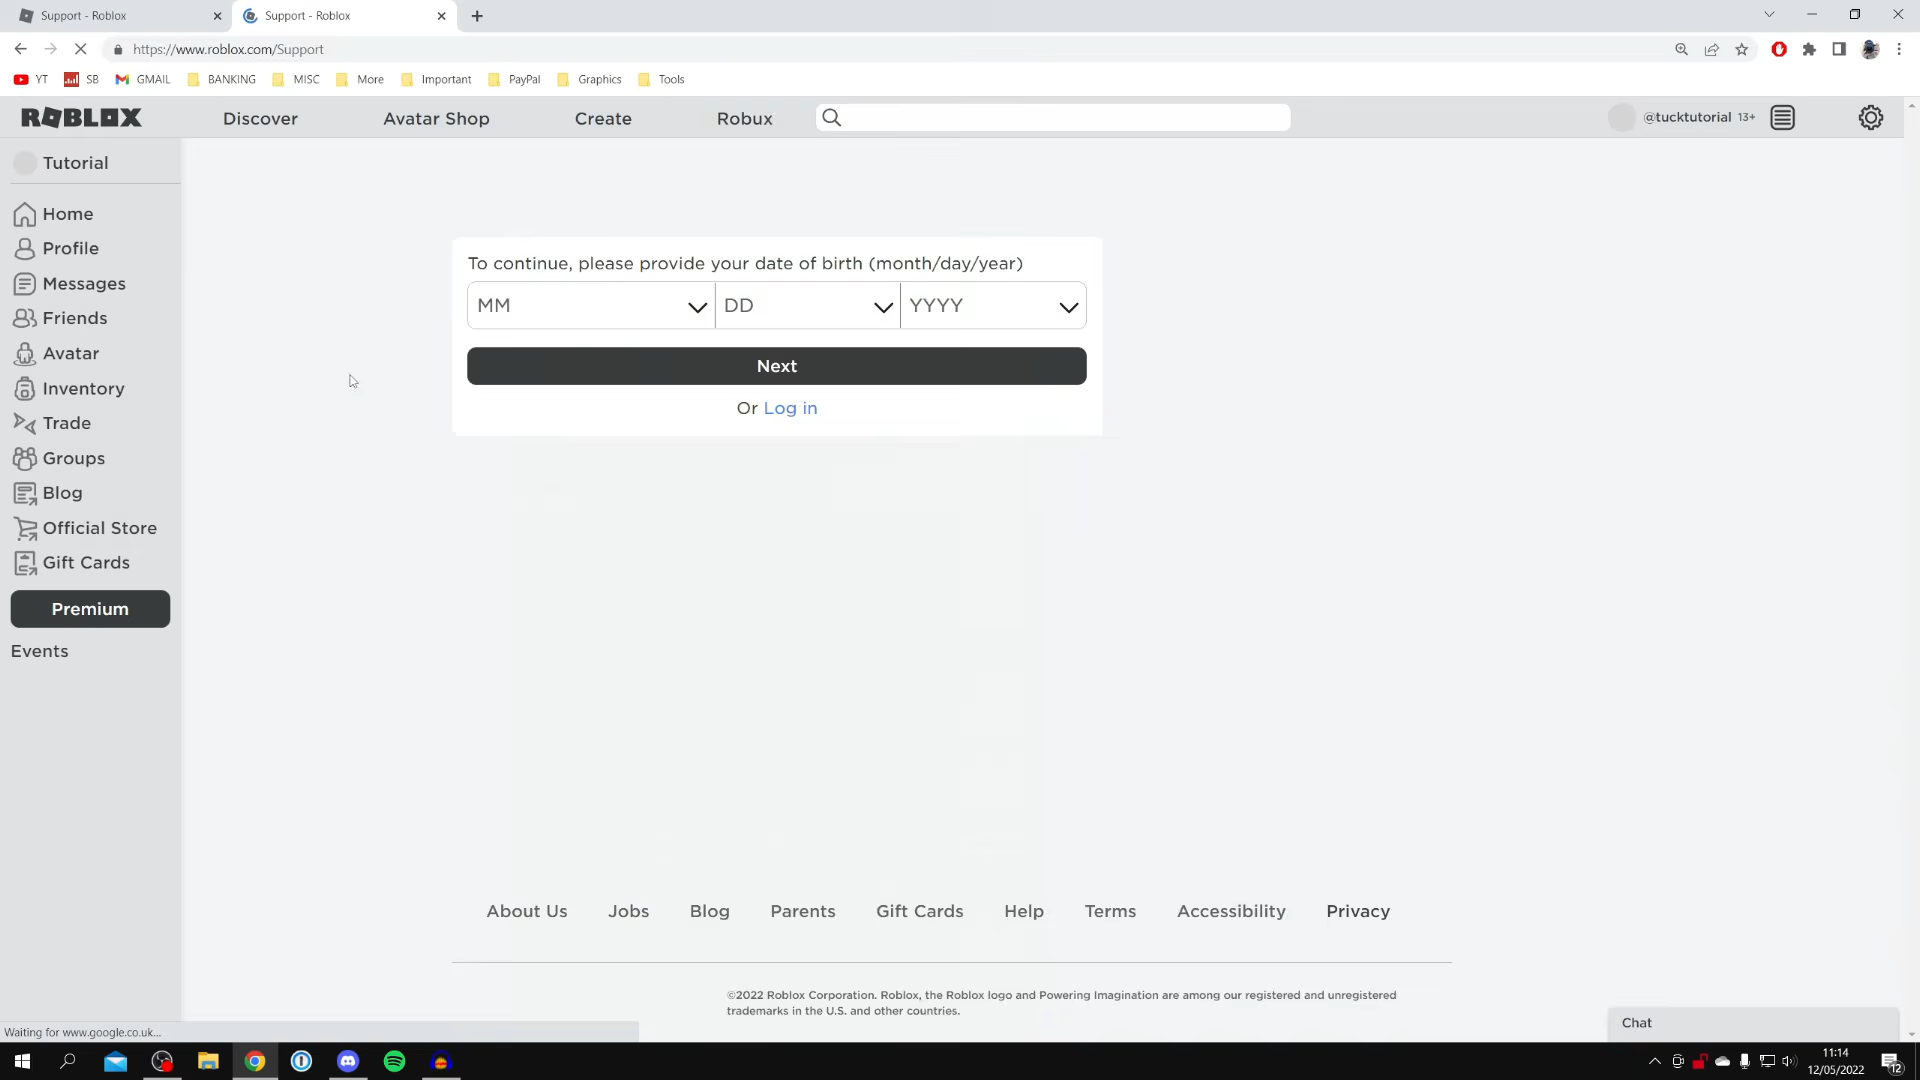 Support - Roblox
Support - Roblox
https://www.roblox.com/Support
YT
SB
GMAIL
BANKING
MISC
More
Important
PayPal
Graphics
Tools
ROBLOX
Discover
Avatar Shop
Create
Robux
@tucktutorial 13+
Tutorial
Home
Profile
Messages
Friends
Avatar
Inventory
Trade
Groups
Blog
Official Store
Gift Cards
Premium
Events
To continue, please provide your date of birth (month/day/year)
MM
DD
YYYY
Next
Or Log in
About Us
Jobs
Blog
Parents
Gift Cards
Help
Terms
Accessibility
Privacy
©2022 Roblox Corporation. Roblox, the Roblox logo and Powering Imagination are among our registered and unregistered
trademarks in the U.S. and other countries.
Chat
Waiting for www.google.co.uk...
11:14
12/05/2022
12